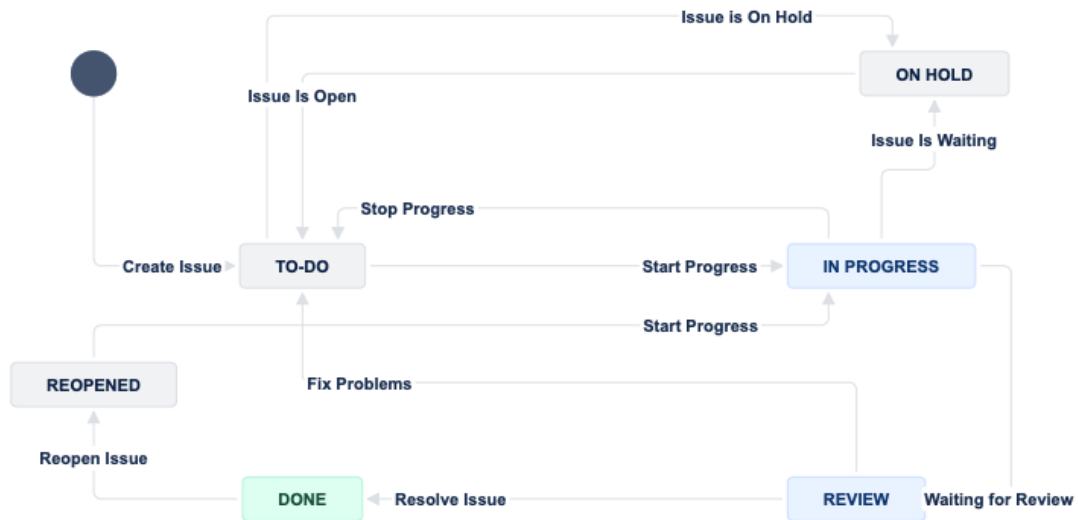 Issue is On Hold
ON HOLD
Issue Is Open
Issue Is Waiting
Stop Progress
Create Issue
TO-DO
Start Progress
IN PROGRESS
Start Progress
REOPENED
Fix Problems
Reopen Issue
DONE
Resolve Issue
REVIEW
Waiting for Review